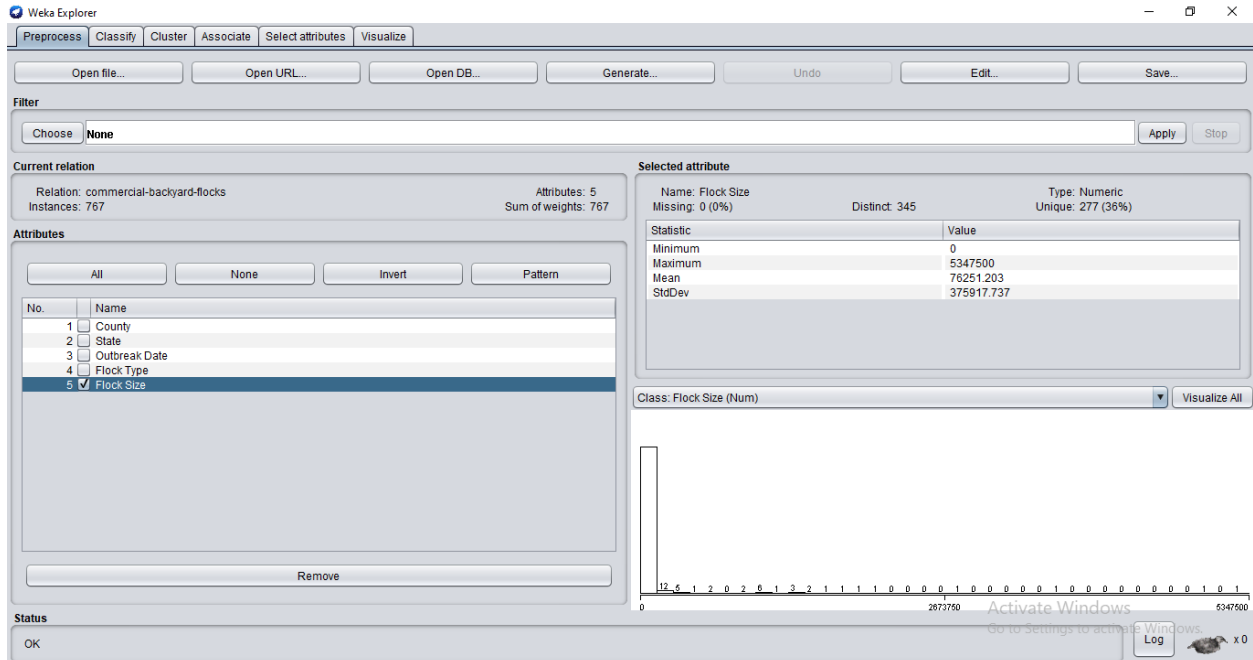 Weka Explorer
Preprocess Classify Cluster Associate Select attributes Visualize
Open file... Open URL... Open DB... Generate... Undo Edit... Save...
Filter
Choose None Apply Stop
Current relation
Relation: commercial-backyard-flocks Attributes: 5
Instances: 767 Sum of weights: 767
Attributes
All None Invert Pattern
No. Name
1 County
2 State
3 Outbreak Date
4 Flock Type
5 Flock Size
Remove
Selected attribute
Name: Flock Size Type: Numeric
Missing: 0 (0%) Distinct: 345 Unique: 277 (36%)
Statistic Value
Minimum 0
Maximum 5347500
Mean 76251.203
StdDev 375917.737
Class: Flock Size (Num) Visualize All
12 5 1 2 0 2 6 1 3 2 1 1 1 1 0 0 0 0 1 0 0 0 0 0 1 0 0 0 0 0 0 0 0 1 0 1
0 2673750 5347500
Activate Windows
Go to Settings to activate Windows.
Status
OK Log x 0